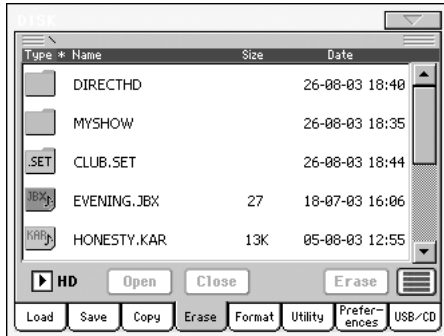 DISK
Type * Name Size Date
DIRECTHD 26-08-03 18:40
MYSHOW 26-08-03 18:35
.SET CLUB.SET 26-08-03 18:44
JBX EVENING.JBX 27 18-07-03 16:06
KAR HONESTY.KAR 13K 05-08-03 12:55
HD Open Close Erase
Load Save Copy Erase Format Utility Prefer-ences USB/CD